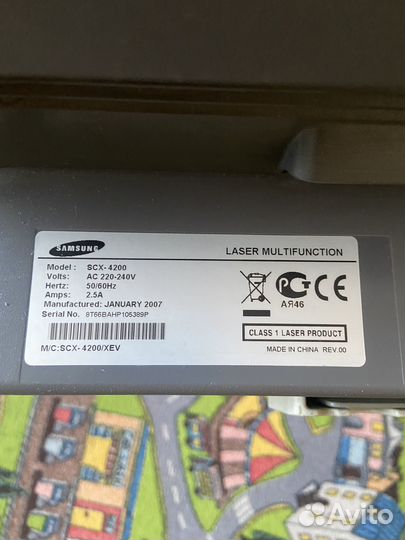 SAMSUNG
LASER MULTIFUNCTION
Model : SCX-4200
Volts: AC 220-240V
Hertz: 50/60Hz
Amps: 2.5A
Manufactured: JANUARY 2007
Serial No. 8T66BAHP105389P
M/C:SCX-4200/XEV
CE
РСТ
АЯ46
CLASS 1 LASER PRODUCT
MADE IN CHINA REV.00
Avito